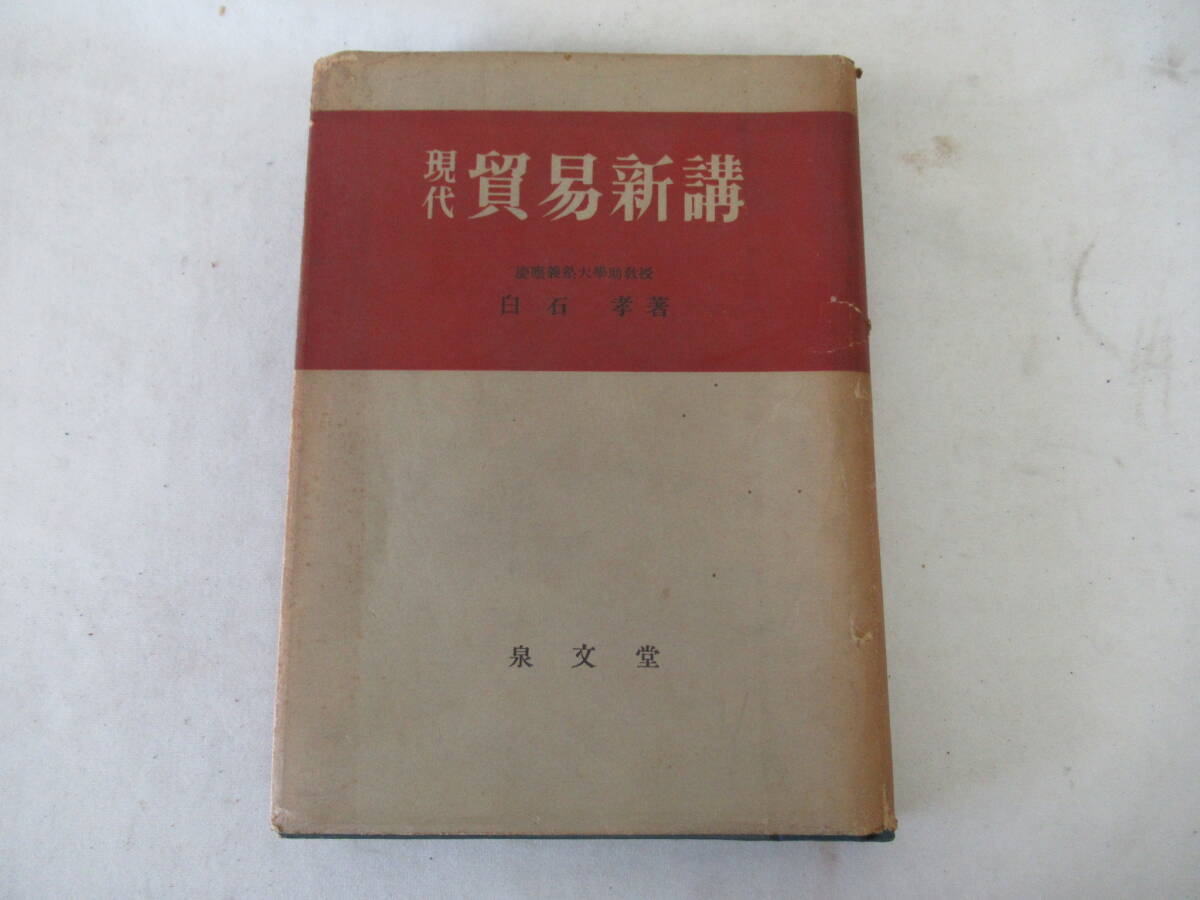 現代 貿易新講
慶應義塾大學助教授
白石 孝著
泉文堂